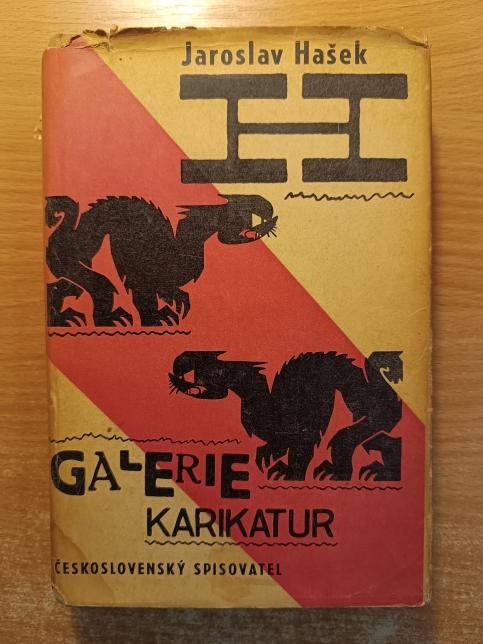 Jaroslav Hašek
H
GALERIE
KARIKATUR
ČESKOSLOVENSKÝ SPISOVATEL